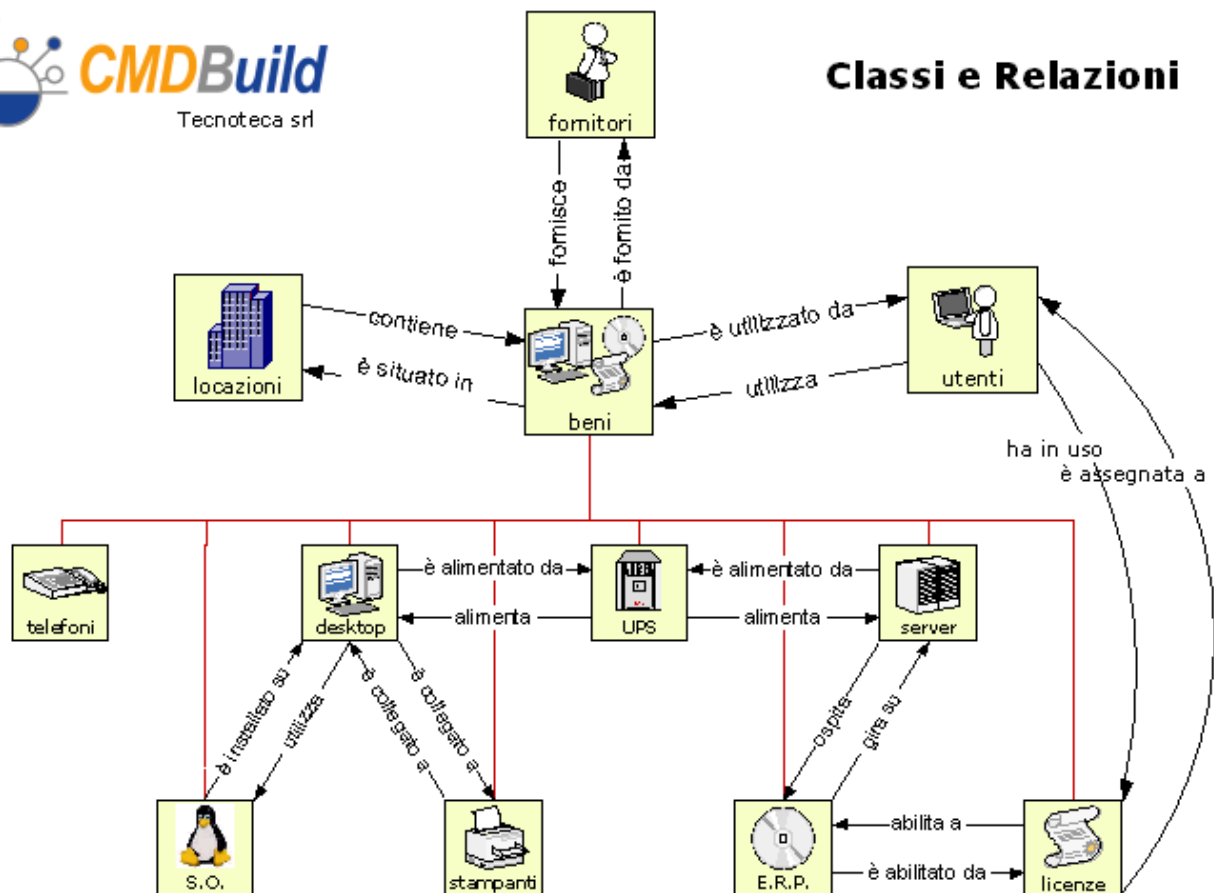 CMDBuild
Tecnoteca srl
Classi e Relazioni
fornitori
fornisce
è fornito da
locazioni
contiene
è situato in
beni
è utilizzato da
utilizza
utenti
ha in uso
è assegnata a
telefoni
desktop
è alimentato da
alimenta
UPS
è alimentato da
alimenta
server
è installato su
utilizza
è collegato a
è collegato a
ospita
gira su
S.O.
stampanti
E.R.P.
abilita a
è abilitato da
licenze